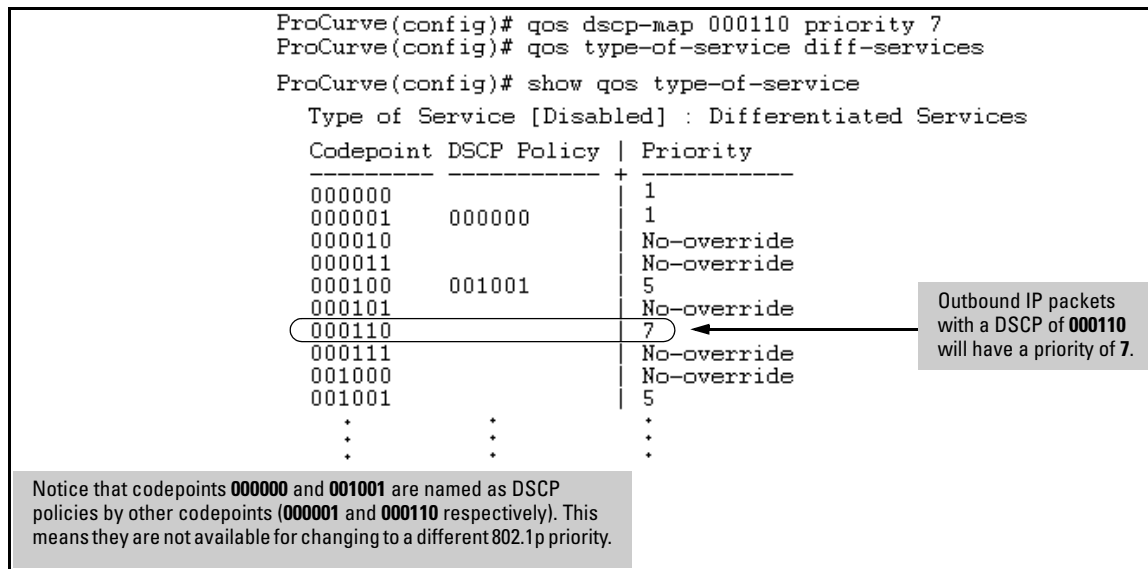 ProCurve(config)# qos dscp-map 000110 priority 7
ProCurve(config)# qos type-of-service diff-services
ProCurve(config)# show qos type-of-service
Type of Service [Disabled] : Differentiated Services
Codepoint DSCP Policy | Priority
--------- ----------- + -----------
000000 | 1
000001 000000 | 1
000010 | No-override
000011 | No-override
000100 001001 | 5
000101 | No-override
000110 | 7
000111 | No-override
001000 | No-override
001001 | 5
. . .
. . .
. . .
Outbound IP packets
with a DSCP of 000110
will have a priority of 7.
Notice that codepoints 000000 and 001001 are named as DSCP
policies by other codepoints (000001 and 000110 respectively). This
means they are not available for changing to a different 802.1p priority.